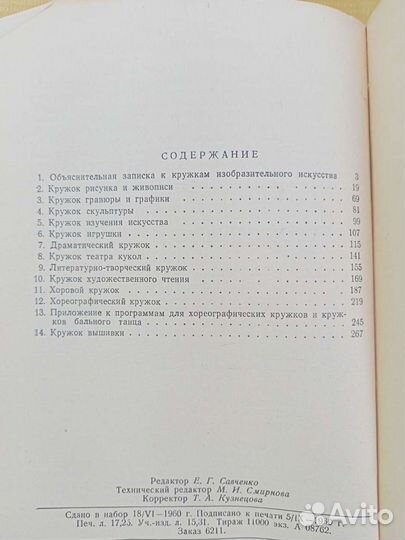 СОДЕРЖАНИЕ
1. Объяснительная записка к кружкам изобразительного искусства 3
2. Кружок рисунка и живописи 19
3. Кружок гравюры и графики 69
4. Кружок скульптуры 81
5. Кружок изучения искусства 99
6. Кружок игрушки 107
7. Драматический кружок 115
8. Кружок театра кукол 141
9. Литературно-творческий кружок 155
10. Кружок художественного чтения 169
11. Хоровой кружок 187
12. Хореографический кружок 219
13. Приложение к программам для хореографических кружков и круж-
ков бального танца 245
14. Кружок вышивки 267
Редактор Е. Г. Савченко
Технический редактор М. И. Смирнова
Корректор Т. А. Кузнецова
Сдано в набор 18/VI—1960 г. Подписано к печати г.
Печ. л. 17,25. Уч.-изд. л. 15,31. Тираж 11000 экз. А 08762.
Заказ 6211.
Avito